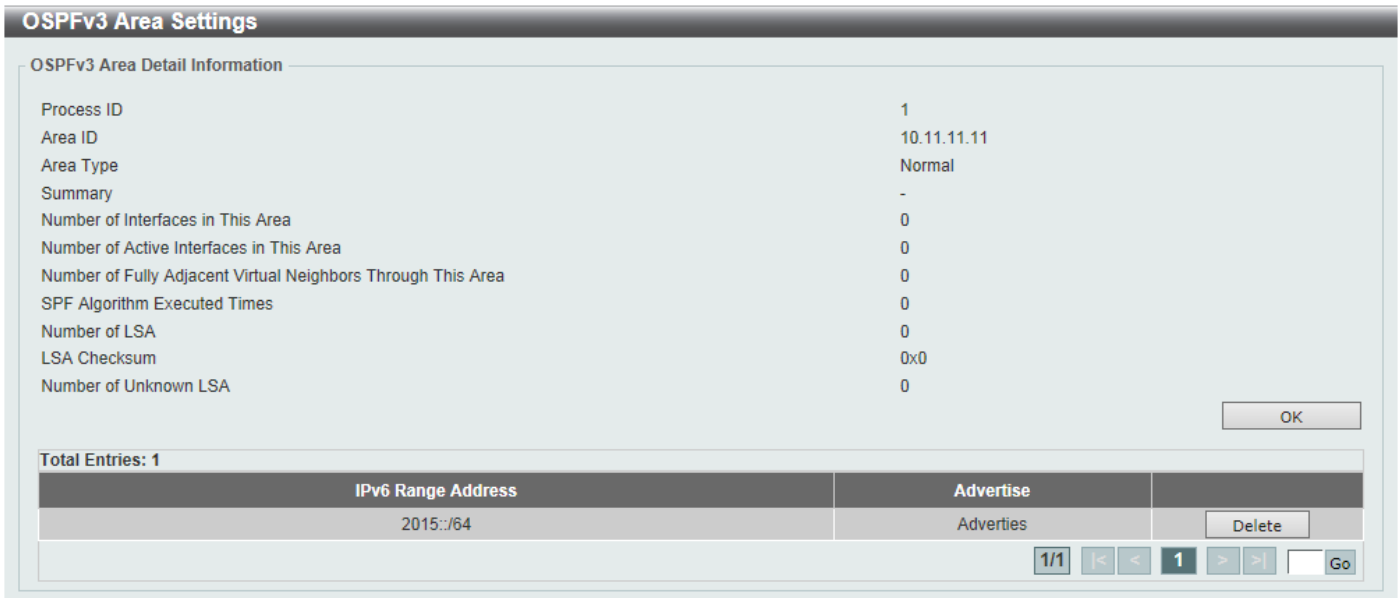 OSPFv3 Area Settings
OSPFv3 Area Detail Information
Process ID 1
Area ID 10.11.11.11
Area Type Normal
Summary -
Number of Interfaces in This Area 0
Number of Active Interfaces in This Area 0
Number of Fully Adjacent Virtual Neighbors Through This Area 0
SPF Algorithm Executed Times 0
Number of LSA 0
LSA Checksum 0x0
Number of Unknown LSA 0
OK
Total Entries: 1
IPv6 Range Address Advertise
2015::/64 Adverties Delete
1/1 |< < 1 > >| Go